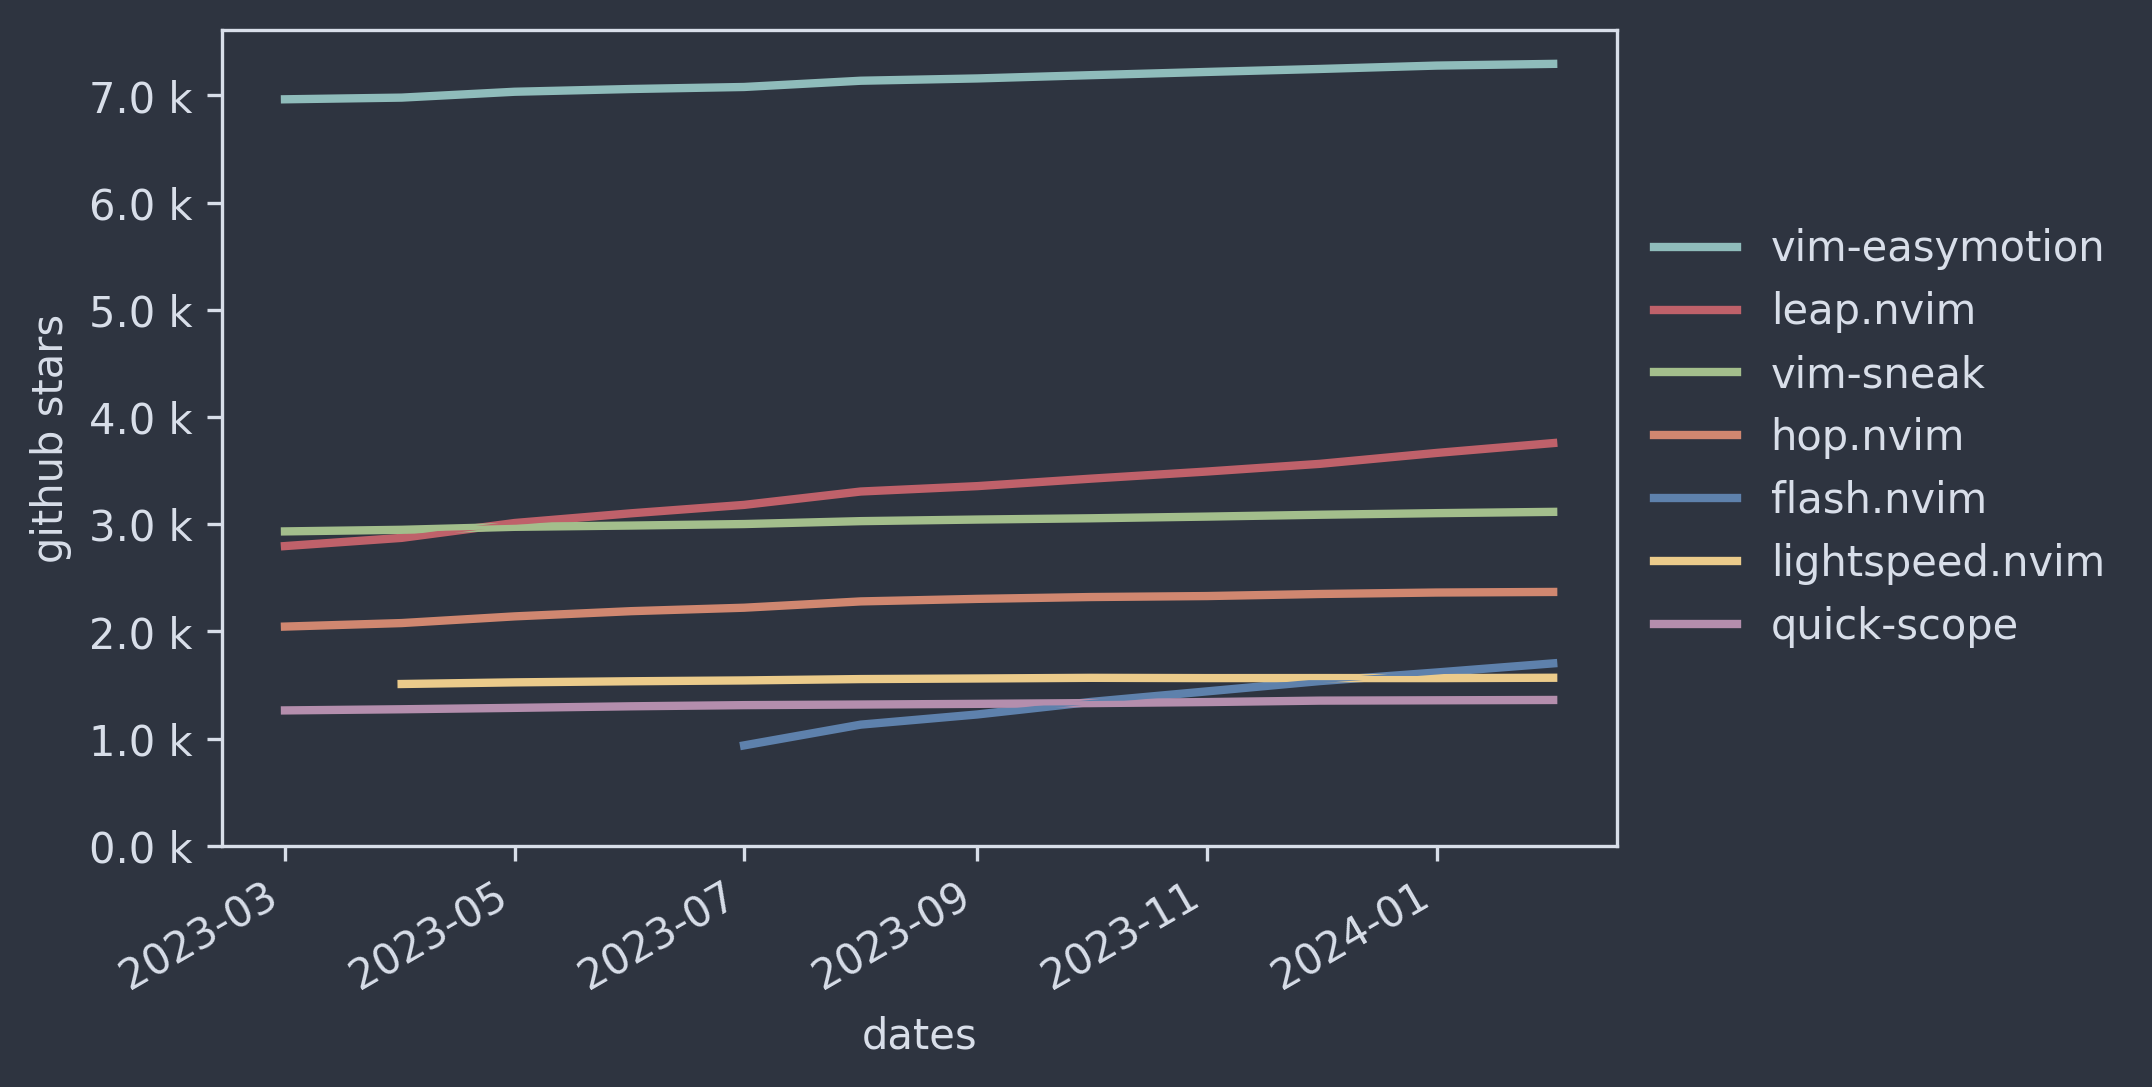 7.0 k
6.0 k
5.0 k
4.0 k
3.0 k
2.0 k
1.0 k
0.0 k
github stars
2023-03
2023-05
2023-07
2023-09
2023-11
2024-01
dates
vim-easymotion
leap.nvim
vim-sneak
hop.nvim
flash.nvim
lightspeed.nvim
quick-scope